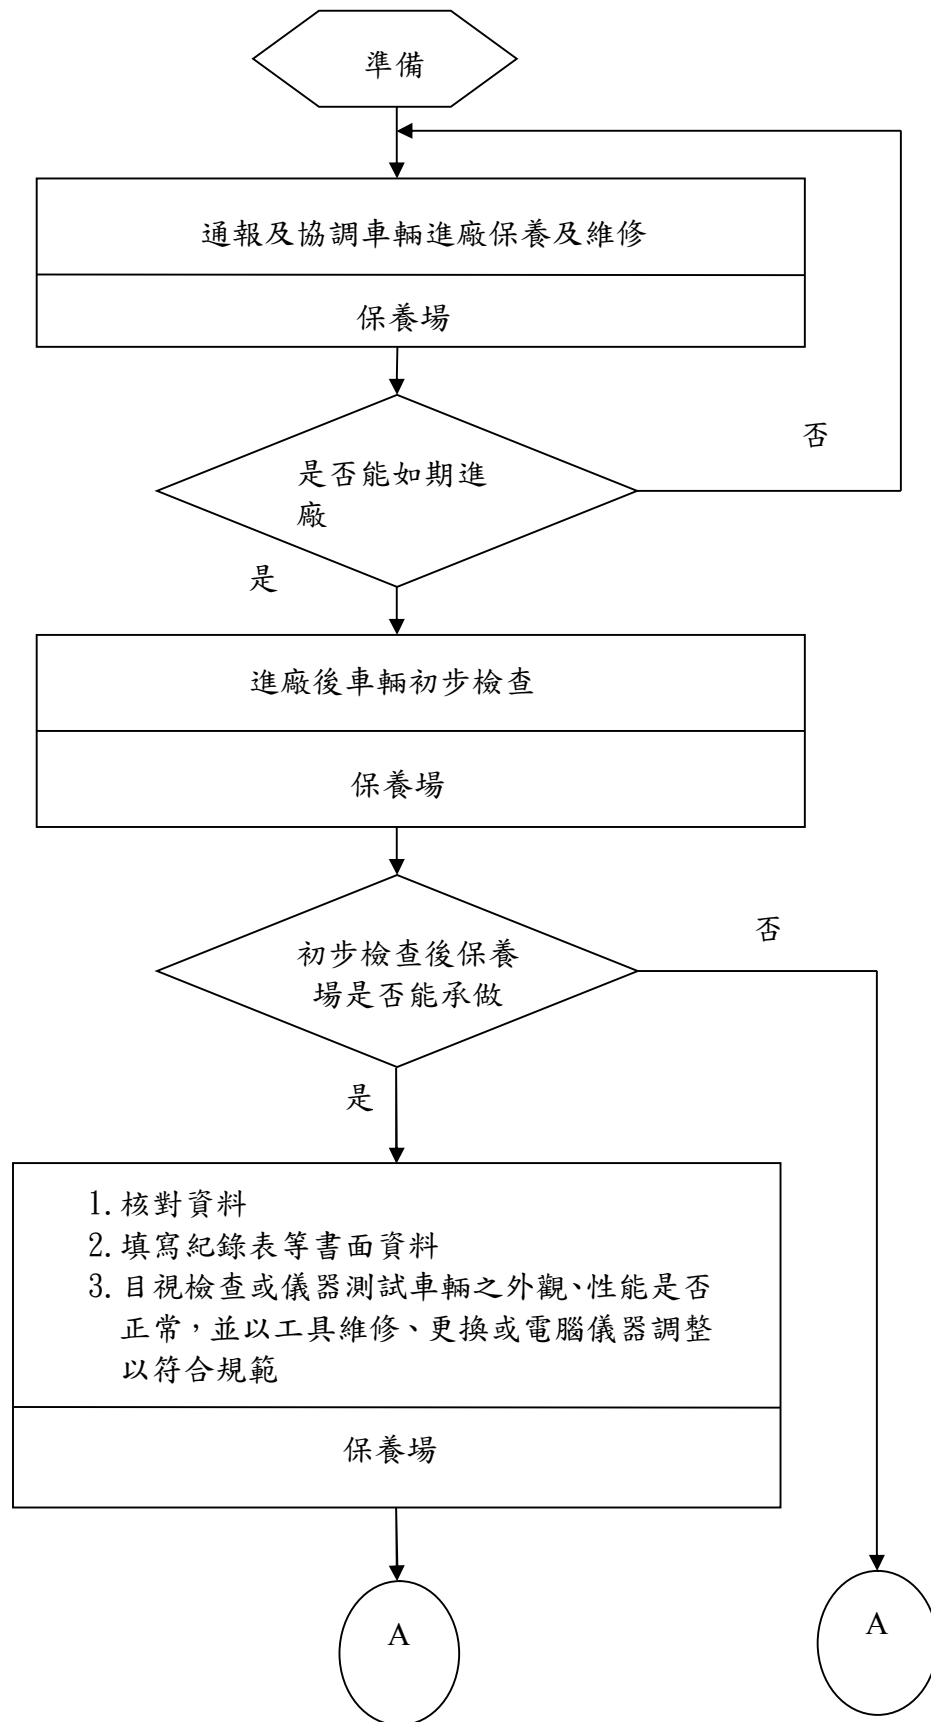 準備
通報及協調車輛進廠保養及維修
保養場
否
是否能如期進
廠
是
進廠後車輛初步檢查
保養場
否
初步檢查後保養
場是否能承做
是
1.核對資料
2.填寫紀錄表等書面資料
3.目視檢查或儀器測試車輛之外觀、性能是否
正常，並以工具維修、更換或電腦儀器調整
以符合規範
保養場
A
A